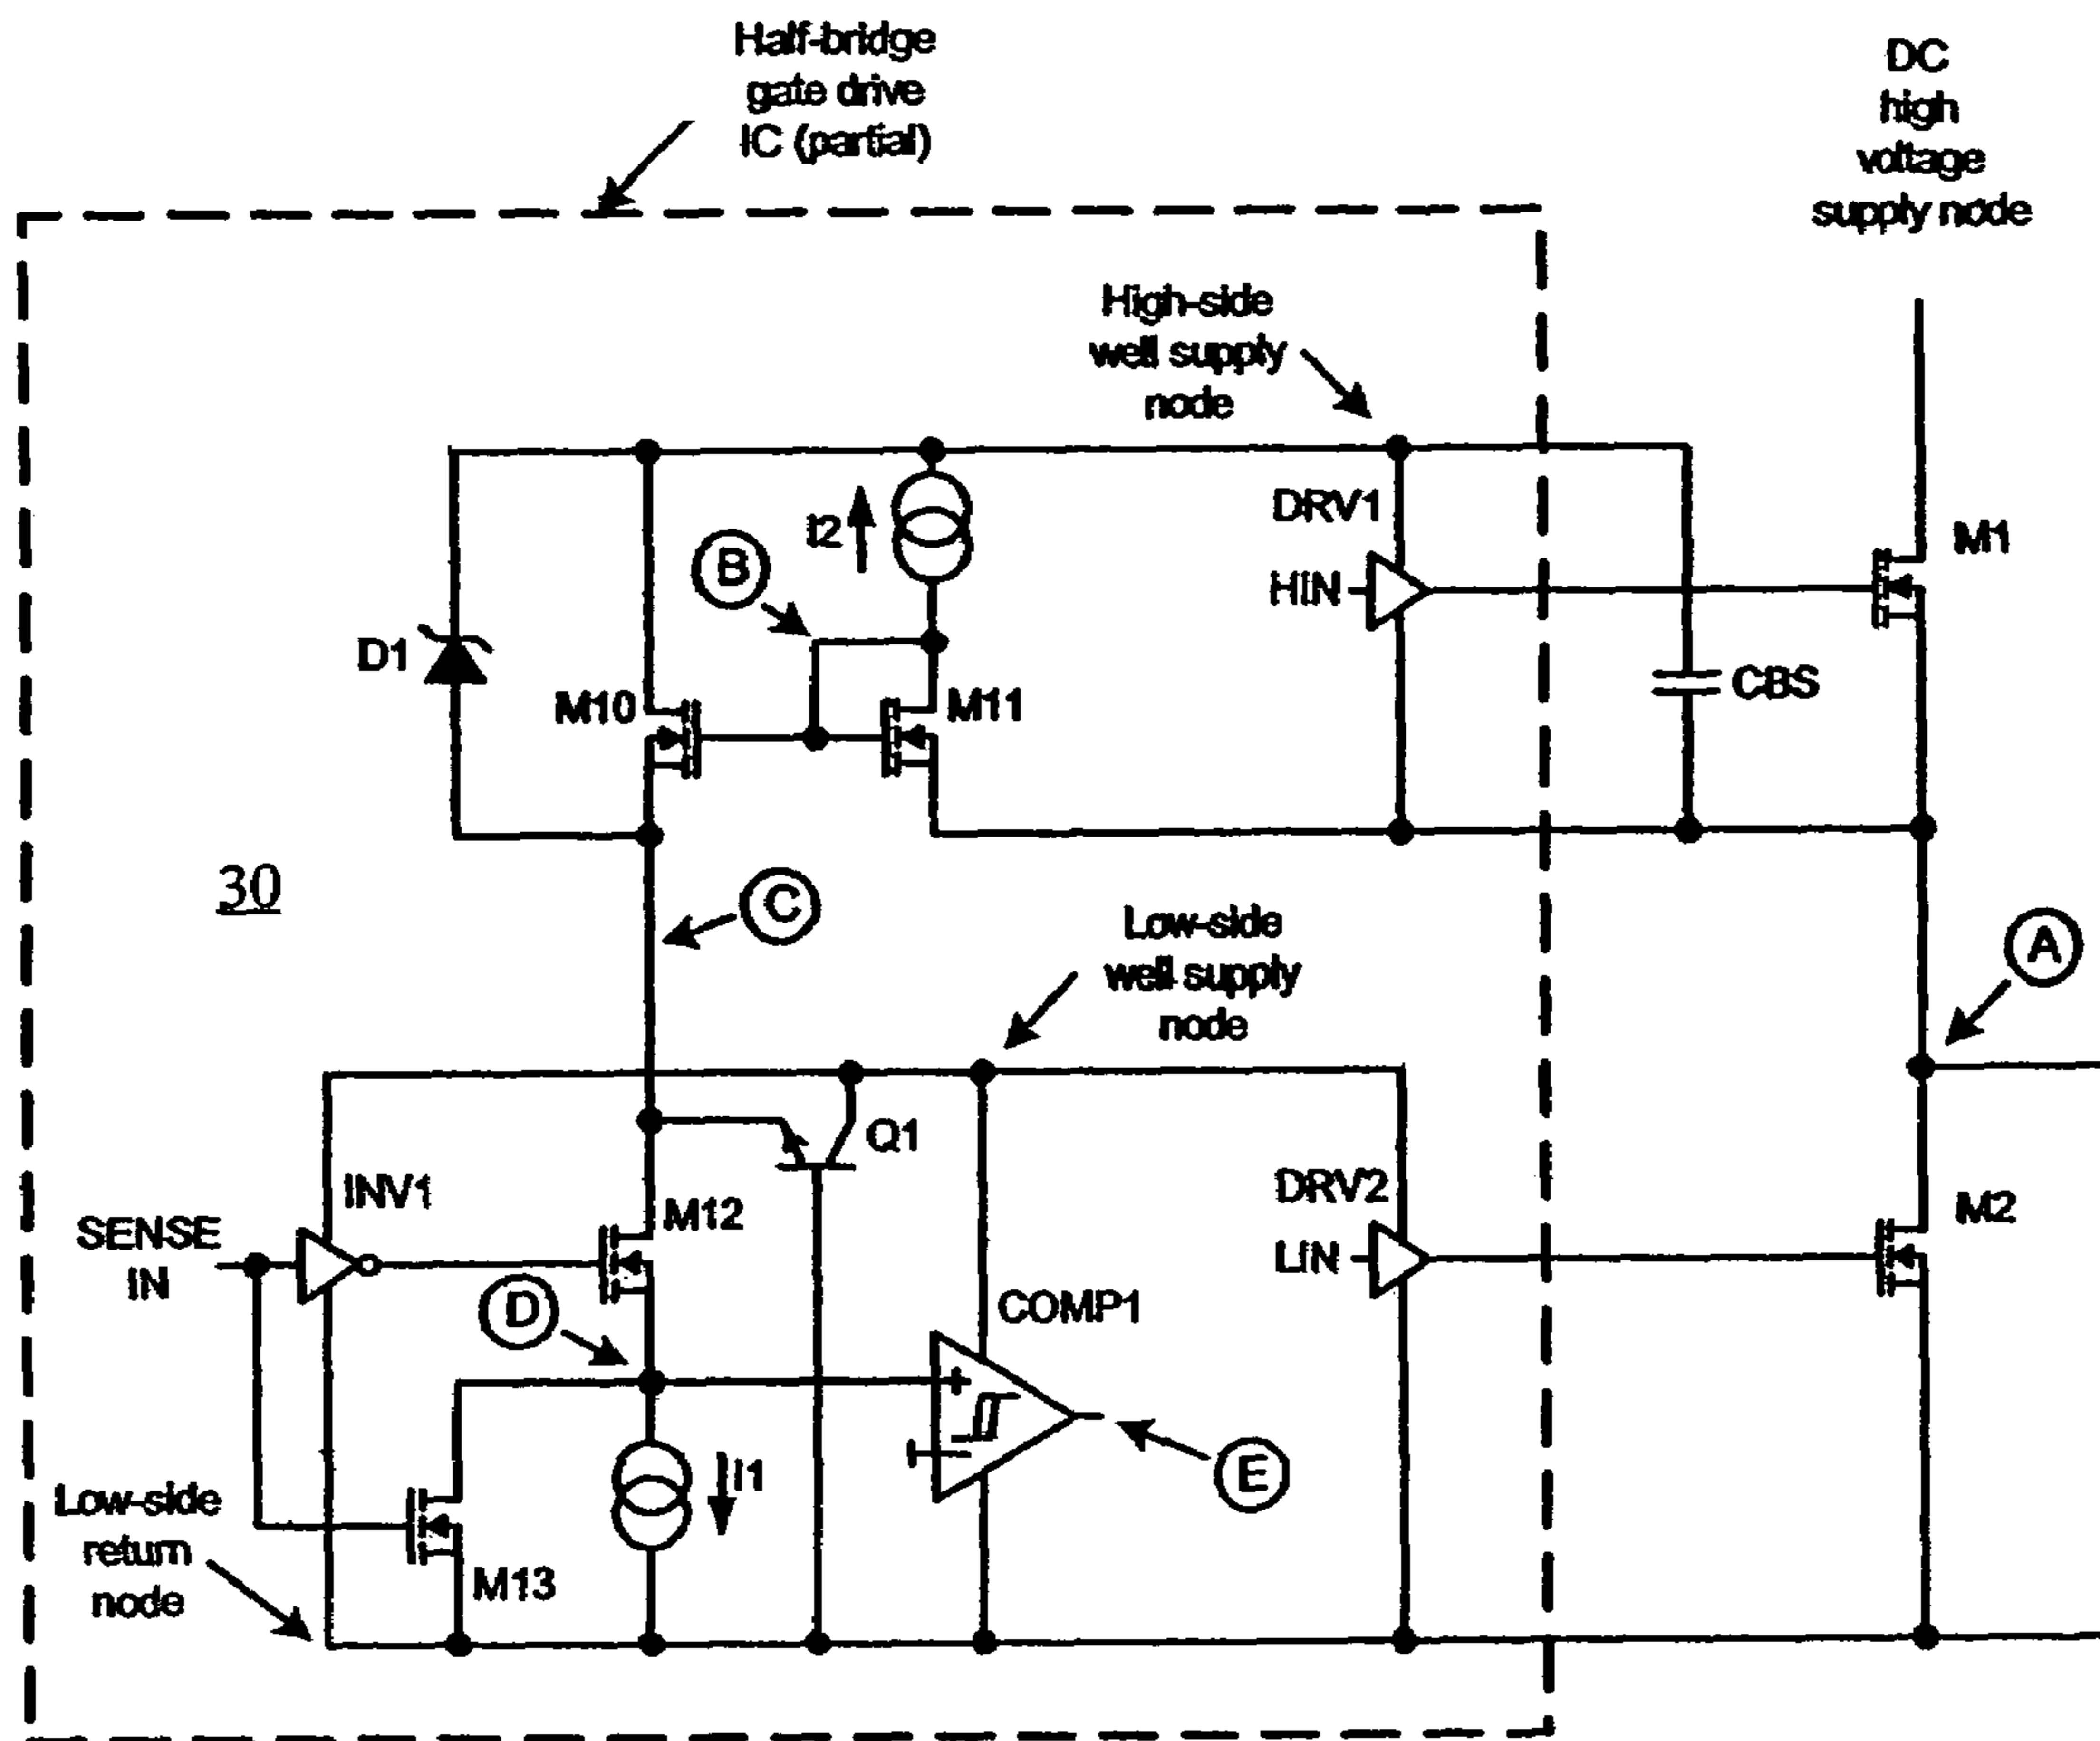 Half-bridge
gate drive
IC (partial)
DC
high
voltage
supply node
High-side
well supply
node
I2
DRV1
M1
B
HIN
D1
M10
M11
CBS
30
C
Low-side
well supply
node
A
Q1
INV1
DRV2
M12
M2
SENSE
IN
LIN
D
COMP1
+
I1
E
Low-side
return
node
M13